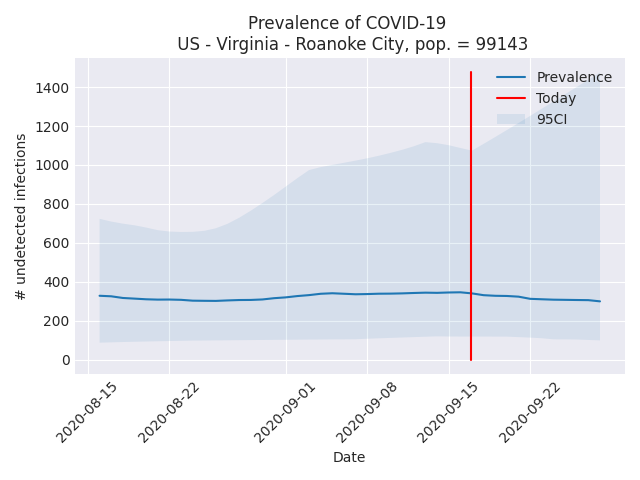 Prevalence of COVID-19
US - Virginia - Roanoke City, pop. = 99143
Prevalence
Today
95CI
1400
1200
1000
800
600
400
200
0
# undetected infections
2020-08-15
2020-08-22
2020-09-01
2020-09-08
2020-09-15
2020-09-22
Date